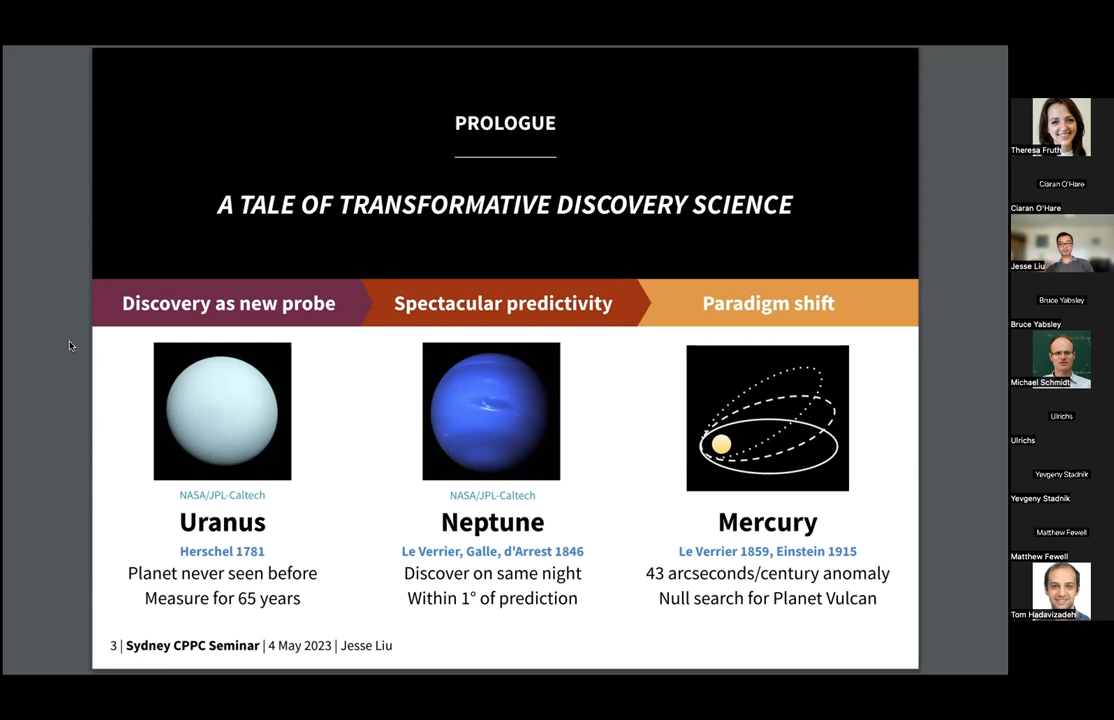 PROLOGUE
A TALE OF TRANSFORMATIVE DISCOVERY SCIENCE
Discovery as new probe
Spectacular predictivity
Paradigm shift
NASA/JPL-Caltech
Uranus
Herschel 1781
Planet never seen before
Measure for 65 years
NASA/JPL-Caltech
Neptune
Le Verrier, Galle, d'Arrest 1846
Discover on same night
Within 1° of prediction
Mercury
Le Verrier 1859, Einstein 1915
43 arcseconds/century anomaly
Null search for Planet Vulcan
3 | Sydney CPPC Seminar | 4 May 2023 | Jesse Liu
Theresa Fruth
Ciaran O'Hare
Ciaran O'Hare
Jesse Liu
Bruce Yabsley
Bruce Yabsley
Michael Schmidt
Ulrichs
Ulrichs
Yevgeny Stadnik
Yevgeny Stadnik
Matthew Fewell
Matthew Fewell
Tom Hadavizadeh